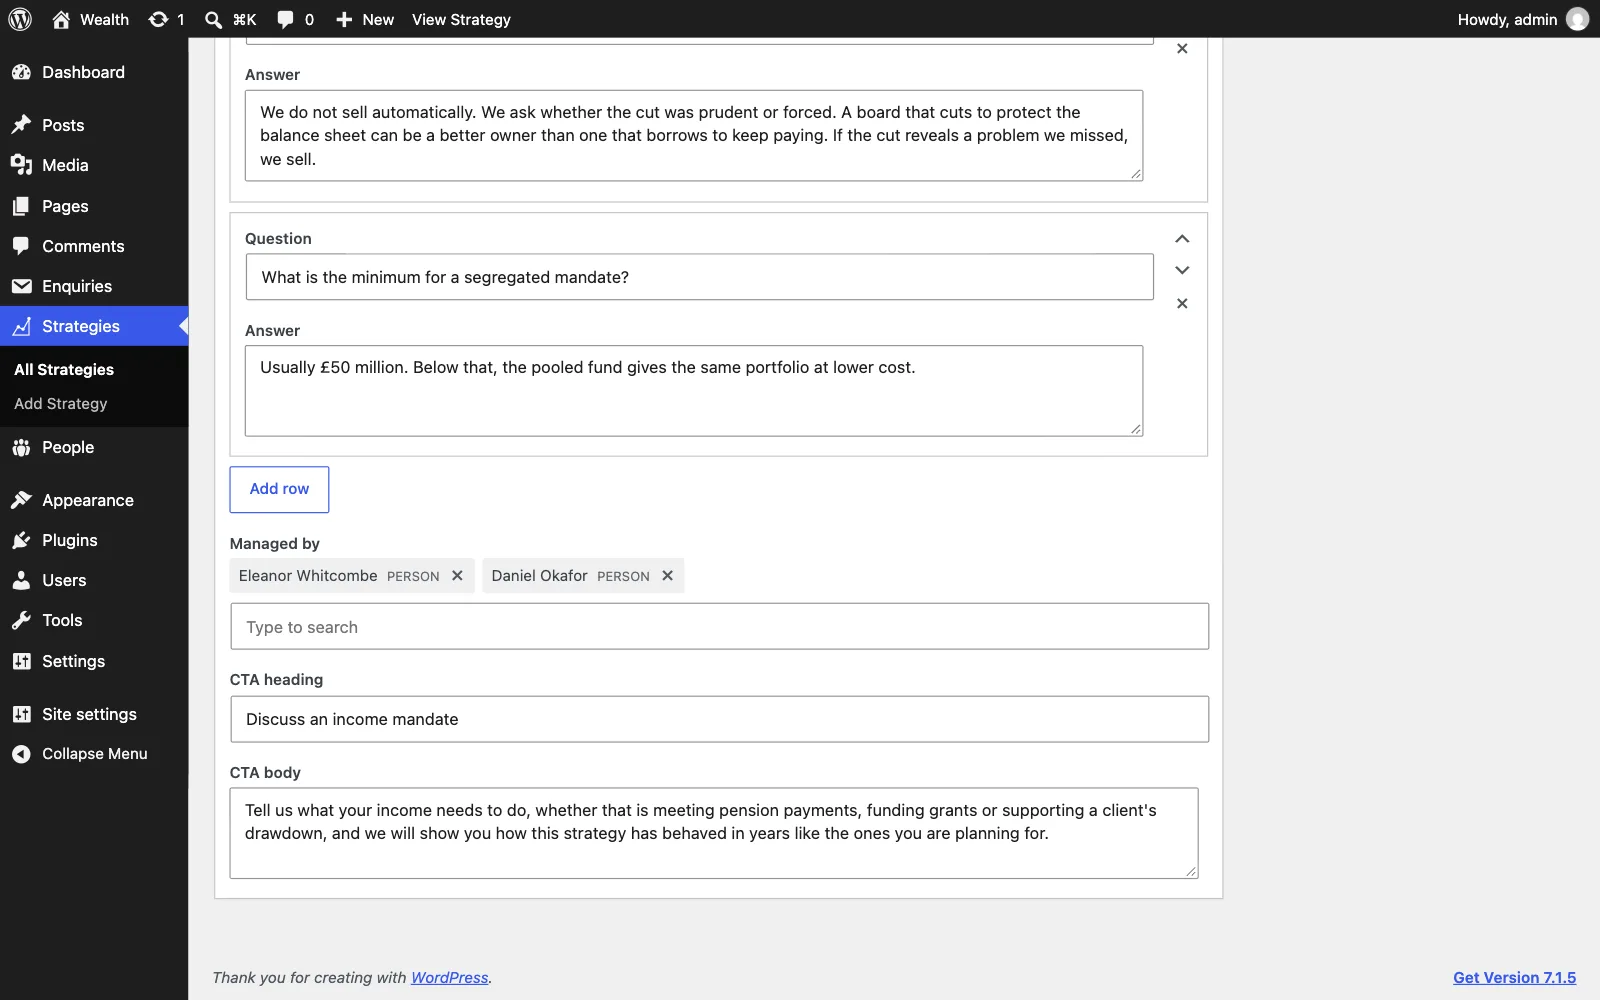 Wealth
1
⌘K
0
New
View Strategy
Howdy, admin
Dashboard
Posts
Media
Pages
Comments
Enquiries
Strategies
All Strategies
Add Strategy
People
Appearance
Plugins
Users
Tools
Settings
Site settings
Collapse Menu
Answer
We do not sell automatically. We ask whether the cut was prudent or forced. A board that cuts to protect the
balance sheet can be a better owner than one that borrows to keep paying. If the cut reveals a problem we missed,
we sell.
Question
What is the minimum for a segregated mandate?
Answer
Usually £50 million. Below that, the pooled fund gives the same portfolio at lower cost.
Add row
Managed by
Eleanor Whitcombe PERSON
Daniel Okafor PERSON
Type to search
CTA heading
Discuss an income mandate
CTA body
Tell us what your income needs to do, whether that is meeting pension payments, funding grants or supporting a client's
drawdown, and we will show you how this strategy has behaved in years like the ones you are planning for.
Thank you for creating with WordPress.
Get Version 7.1.5